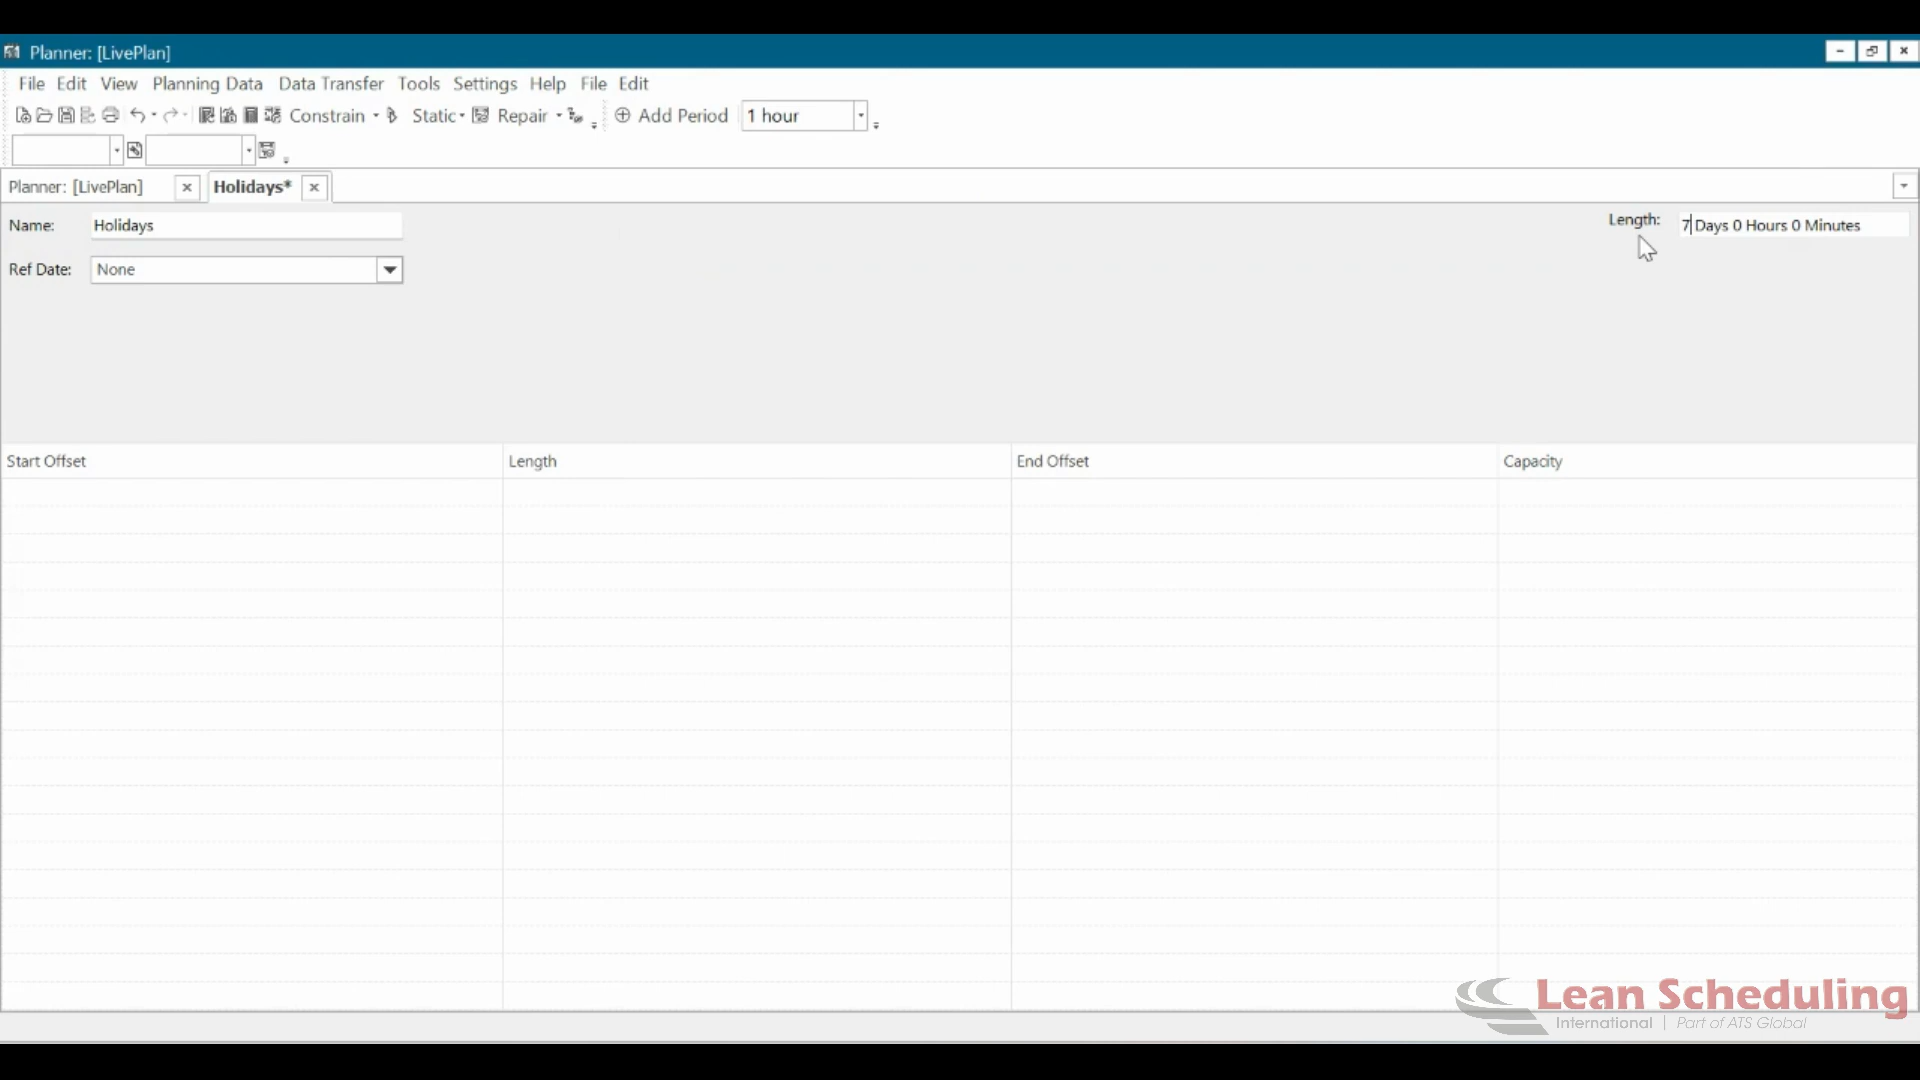 Planner: [LivePlan]
File Edit View Planning Data Data Transfer Tools Settings Help File Edit
Constrain Static Repair Add Period 1 hour
Planner: [LivePlan] Holidays*
Name: Holidays Length: 7 Days 0 Hours 0 Minutes
Ref Date: None
Start Offset Length End Offset Capacity
Lean Scheduling
International | Part of ATS Global